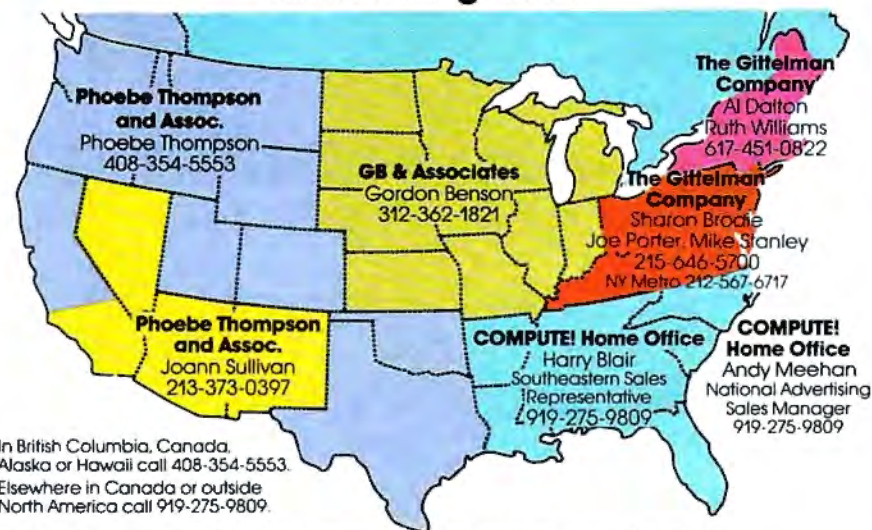 Phoebe Thompson
and Assoc.
Phoebe Thompson
408-354-5553
GB & Associates
Gordon Benson
312-362-1821
The Gittelman
Company
Al Dalton
Ruth Williams
617-451-0822
The Gittelman
Company
Sharon Brodie
Joe Porter, Mike Stanley
215-646-5700
NY Metro 212-567-6717
Phoebe Thompson
and Assoc.
Joann Sullivan
213-373-0397
COMPUTE! Home Office
Harry Blair
Southeastern Sales
Representative
919-275-9809
COMPUTE!
Home Office
Andy Meehan
National Advertising
Sales Manager
919-275-9809
In British Columbia, Canada,
Alaska or Hawaii call 408-354-5553.
Elsewhere in Canada or outside
North America call 919-275-9809.